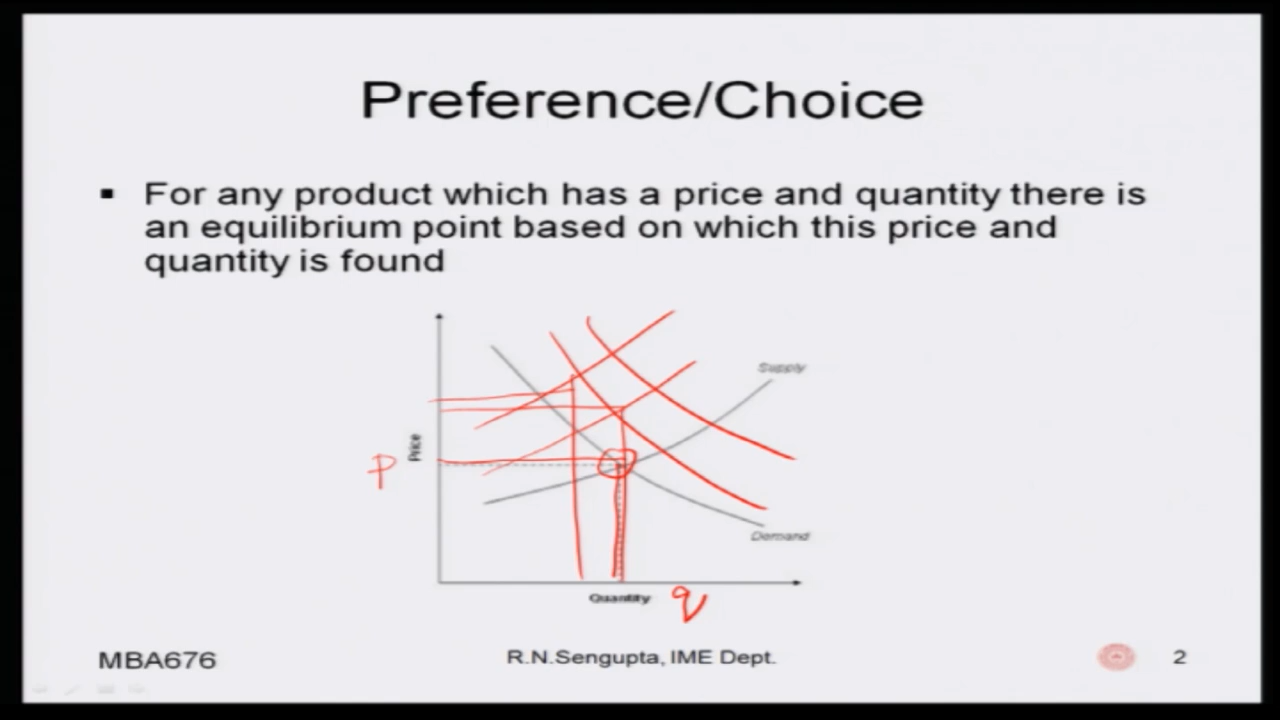 Preference/Choice
▪ For any product which has a price and quantity there is
an equilibrium point based on which this price and
quantity is found
Supply
Price
P
Demand
Quantity
q
MBA676
R.N.Sengupta, IME Dept.
2